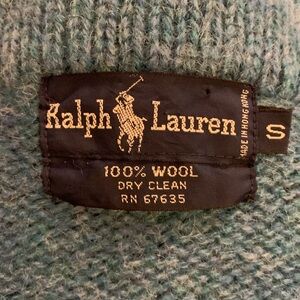 Ralph Lauren
MADE IN HONG KONG
S
100% WOOL
DRY CLEAN
RN 67635